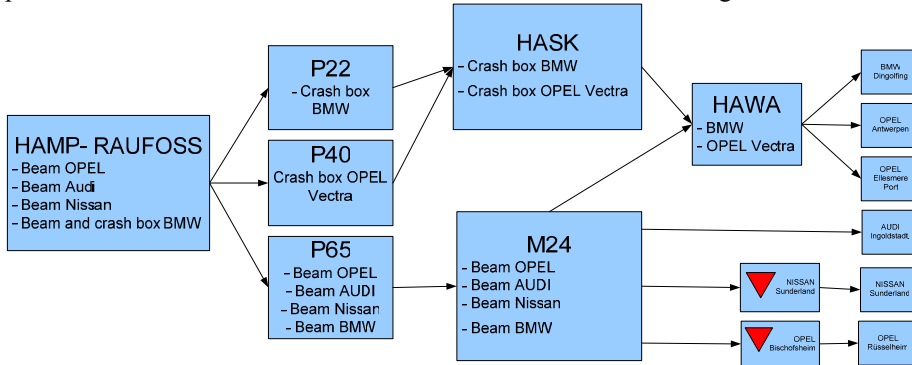 HAMP- RAUFOSS
- Beam OPEL
- Beam Audi
- Beam Nissan
- Beam and crash box BMW
P22
- Crash box
BMW
P40
Crash box OPEL
Vectra
P65
- Beam OPEL
- Beam AUDI
- Beam Nissan
- Beam BMW
HASK
- Crash box BMW
- Crash box OPEL Vectra
M24
- Beam OPEL
- Beam AUDI
- Beam Nissan
- Beam BMW
HAWA
- BMW
- OPEL Vectra
NISSAN
Sunderland
OPEL
Bischofsheim
BMW
Dingolfing
OPEL
Antwerpen
OPEL
Ellesmere
Port
AUDI
Ingoldstadt
NISSAN
Sunderland
OPEL
Rüsselheim